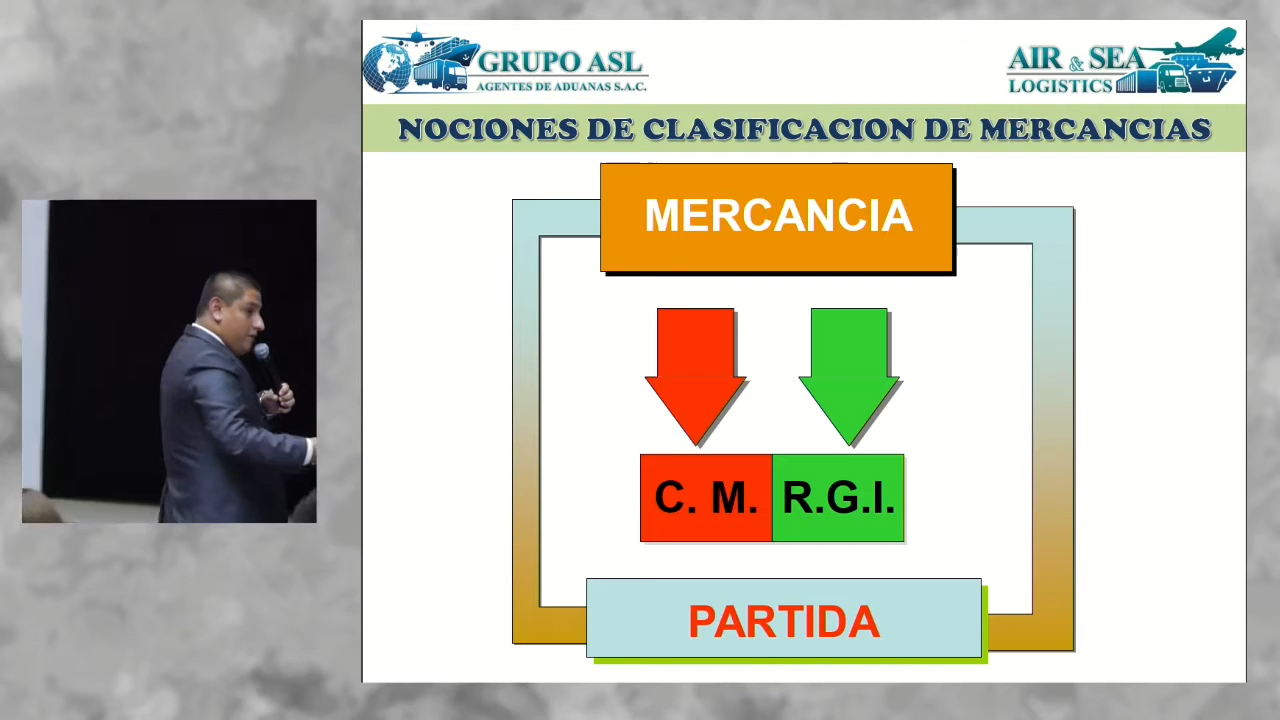 GRUPO ASL
AGENTES DE ADUANAS S.A.C.
AIR & SEA
LOGISTICS
NOCIONES DE CLASIFICACION DE MERCANCIAS
MERCANCIA
C. M. R.G.I.
PARTIDA